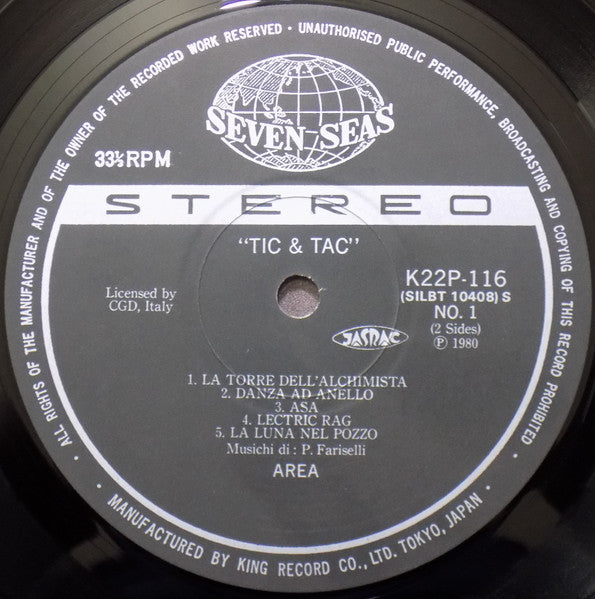 · ALL RIGHTS OF THE MANUFACTURER AND OF THE OWNER OF THE RECORDED WORK RESERVED · UNAUTHORISED PUBLIC PERFORMANCE, BROADCASTING AND COPYING OF THIS RECORD PROHIBITED ·
SEVEN SEAS
33⅓RPM
STEREO
"TIC & TAC"
Licensed by
CGD, Italy
K22P-116
(SILBT 10408) S
NO. 1
(2 Sides)
Ⓟ 1980
JASRAC
1. LA TORRE DELL'ALCHIMISTA
2. DANZA AD ANELLO
3. ASA
4. LECTRIC RAG
5. LA LUNA NEL POZZO
Musichi di : P. Fariselli
AREA
MANUFACTURED BY KING RECORD CO., LTD. TOKYO, JAPAN ·